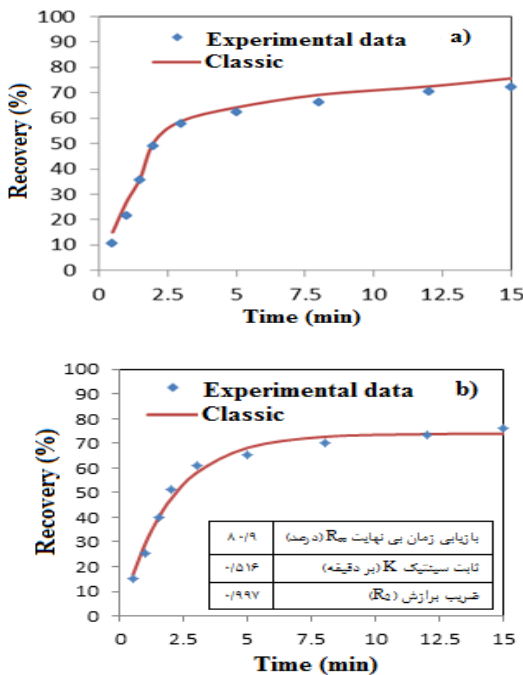 100
90
80
70
60
50
40
30
20
10
0
Recovery (%)
a)
Experimental data
Classic
0 2.5 5 7.5 10 12.5 15
Time (min)
100
90
80
70
60
50
40
30
20
10
0
Recovery (%)
b)
Experimental data
Classic
بازیابی زمان بی نهایت R∞ (درصد) ۸۰/۹
ثابت سینتیک K (بر دقیقه) ۰/۵۱۶
ضریب برازش ۰/۹۹۷
0 2.5 5 7.5 10 12.5 15
Time (min)